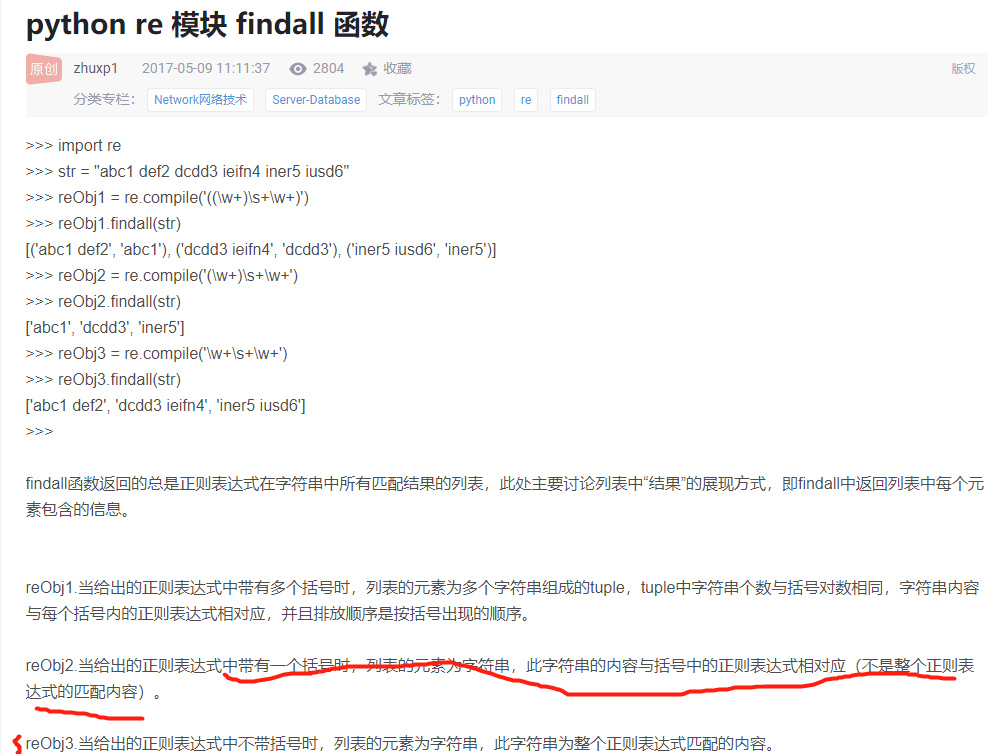 python re 模块 findall 函数
原创 zhuxp1 2017-05-09 11:11:37 2804 收藏 版权
分类专栏： Network网络技术 Server-Database 文章标签： python re findall
>>> import re
>>> str = "abc1 def2 dcdd3 ieifn4 iner5 iusd6"
>>> reObj1 = re.compile('((\w+)\s+\w+)')
>>> reObj1.findall(str)
[('abc1 def2', 'abc1'), ('dcdd3 ieifn4', 'dcdd3'), ('iner5 iusd6', 'iner5')]
>>> reObj2 = re.compile('(\w+)\s+\w+')
>>> reObj2.findall(str)
['abc1', 'dcdd3', 'iner5']
>>> reObj3 = re.compile('\w+\s+\w+')
>>> reObj3.findall(str)
['abc1 def2', 'dcdd3 ieifn4', 'iner5 iusd6']
>>>
findall函数返回的总是正则表达式在字符串中所有匹配结果的列表，此处主要讨论列表中“结果”的展现方式，即findall中返回列表中每个元
素包含的信息。
reObj1.当给出的正则表达式中带有多个括号时，列表的元素为多个字符串组成的tuple，tuple中字符串个数与括号对数相同，字符串内容
与每个括号内的正则表达式相对应，并且排放顺序是按括号出现的顺序。
reObj2.当给出的正则表达式中带有一个括号时，列表的元素为字符串，此字符串的内容与括号中的正则表达式相对应（不是整个正则表
达式的匹配内容）。
reObj3.当给出的正则表达式中不带括号时，列表的元素为字符串，此字符串为整个正则表达式匹配的内容。